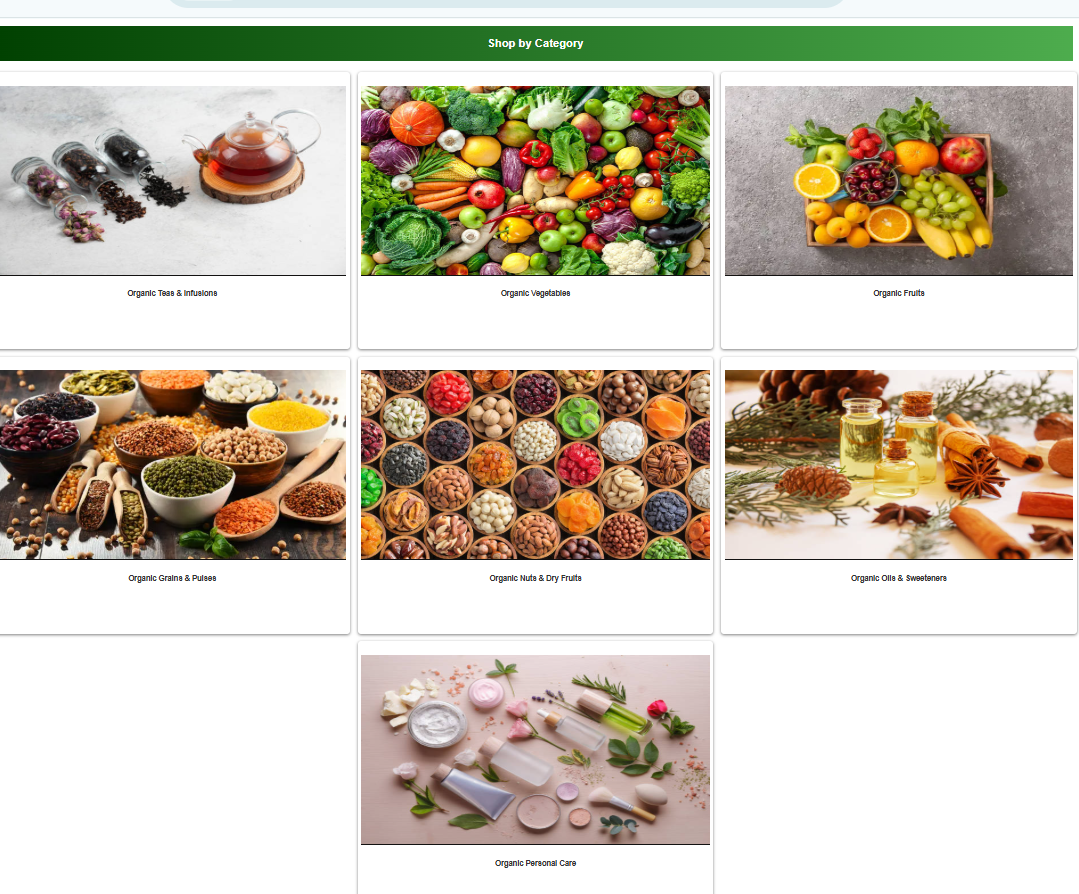 Shop by Category
Organic Teas & Infusions
Organic Vegetables
Organic Fruits
Organic Grains & Pulses
Organic Nuts & Dry Fruits
Organic Oils & Sweeteners
Organic Personal Care